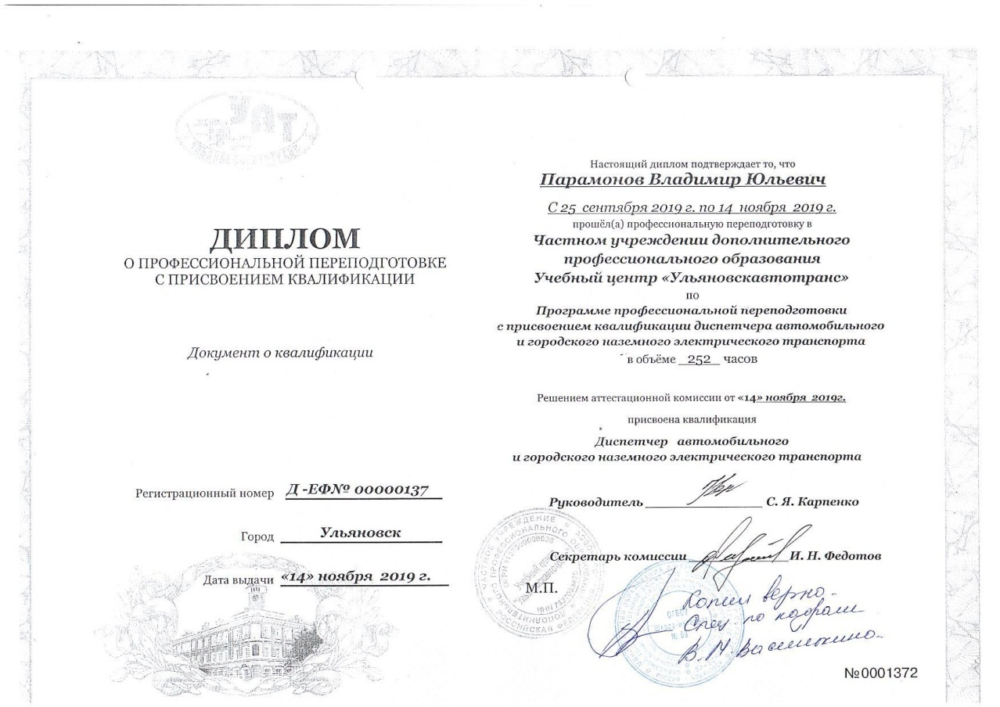 ДИПЛОМ
О ПРОФЕССИОНАЛЬНОЙ ПЕРЕПОДГОТОВКЕ
С ПРИСВОЕНИЕМ КВАЛИФИКАЦИИ
Документ о квалификации
Регистрационный номер Д -ЕФ№ 00000137
Город Ульяновск
Дата выдачи «14» ноября 2019 г.
Настоящий диплом подтверждает то, что
Парамонов Владимир Юльевич
С 25 сентября 2019 г. по 14 ноября 2019 г.
прошёл(а) профессиональную переподготовку в
Частном учреждении дополнительного
профессионального образования
Учебный центр «Ульяновскавтотранс»
по
Программе профессиональной переподготовки
с присвоением квалификации диспетчера автомобильного
и городского наземного электрического транспорта
в объёме 252 часов
Решением аттестационной комиссии от «14» ноября 2019г.
присвоена квалификация
Диспетчер автомобильного
и городского наземного электрического транспорта
Руководитель С. Я. Карпенко
Секретарь комиссии И. Н. Федотов
М.П.
Копия верно.
Спец по кадрам
В. М. Васенькина.
№0001372